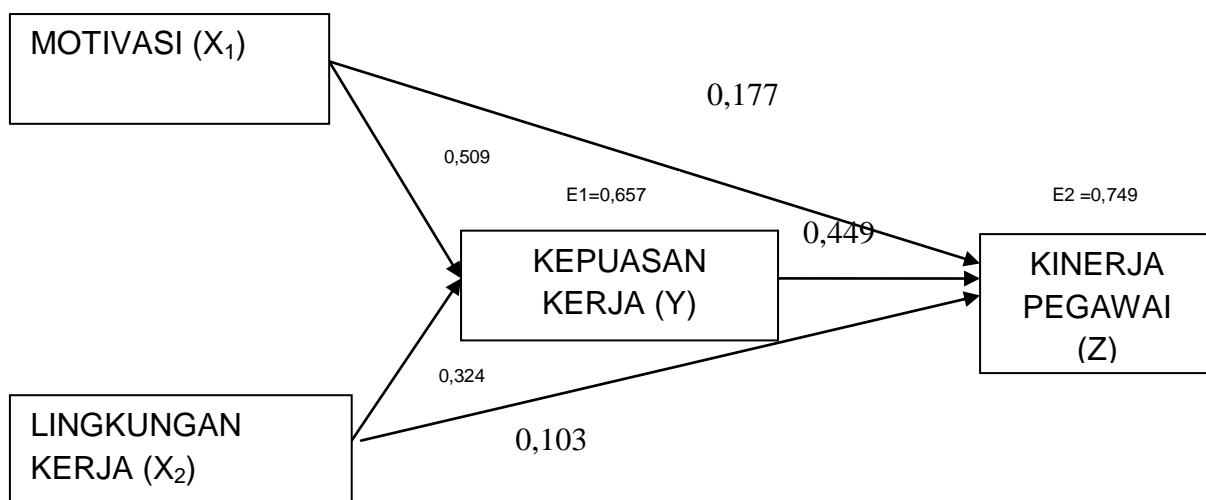 MOTIVASI (X₁)
0,177
0,509
E1=0,657
E2 =0,749
0,449
KEPUASAN
KERJA (Y)
KINERJA
PEGAWAI
(Z)
0,324
LINGKUNGAN
KERJA (X₂)
0,103